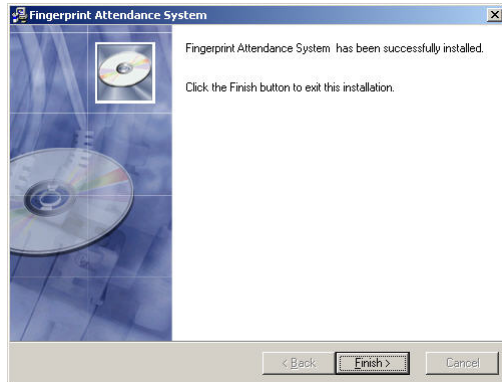 Fingerprint Attendance System
Fingerprint Attendance System has been successfully installed.
Click the Finish button to exit this installation.
< Back
Finish >
Cancel